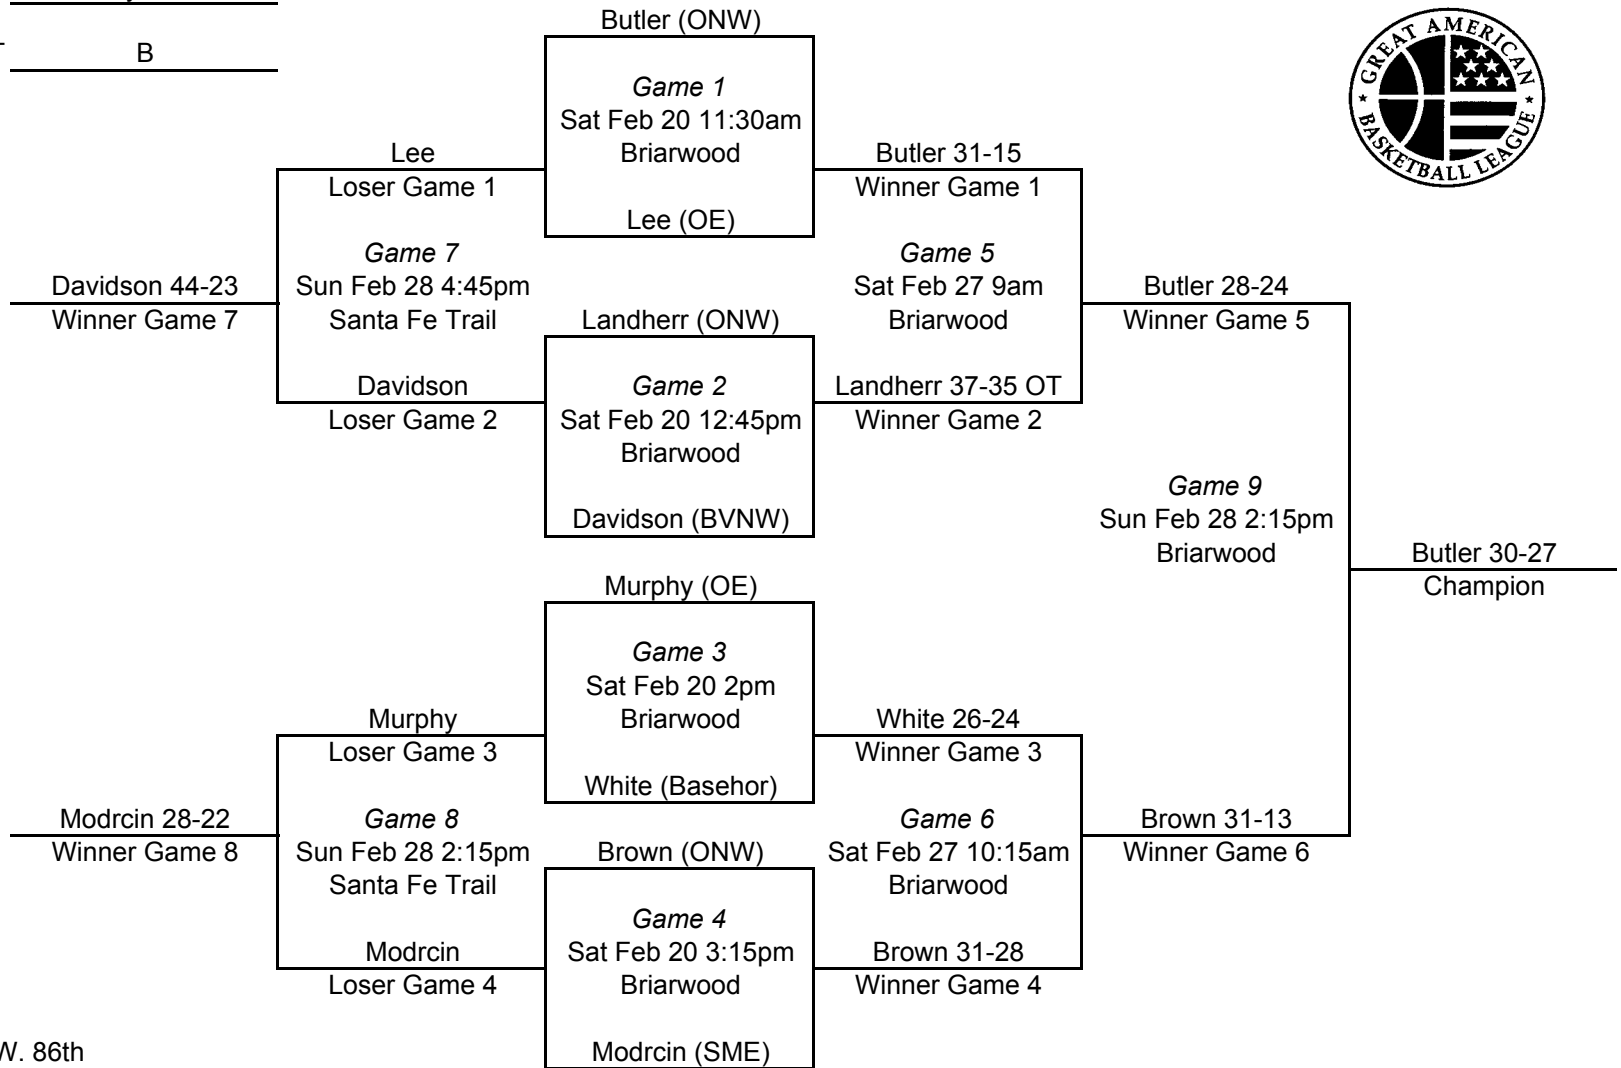 B
Butler (ONW)
Game 1
Sat Feb 20 11:30am
Briarwood
Lee (OE)
GREAT AMERICAN
BASKETBALL LEAGUE
Lee
Loser Game 1
Butler 31-15
Winner Game 1
Game 7
Sun Feb 28 4:45pm
Santa Fe Trail
Davidson 44-23
Winner Game 7
Game 5
Sat Feb 27 9am
Briarwood
Butler 28-24
Winner Game 5
Landherr (ONW)
Game 2
Sat Feb 20 12:45pm
Briarwood
Davidson (BVNW)
Davidson
Loser Game 2
Landherr 37-35 OT
Winner Game 2
Game 9
Sun Feb 28 2:15pm
Briarwood
Butler 30-27
Champion
Murphy (OE)
Game 3
Sat Feb 20 2pm
Briarwood
White (Basehor)
Murphy
Loser Game 3
White 26-24
Winner Game 3
Modrcin 28-22
Winner Game 8
Game 8
Sun Feb 28 2:15pm
Santa Fe Trail
Game 6
Sat Feb 27 10:15am
Briarwood
Brown 31-13
Winner Game 6
Brown (ONW)
Game 4
Sat Feb 20 3:15pm
Briarwood
Modrcin (SME)
Modrcin
Loser Game 4
Brown 31-28
Winner Game 4
W. 86th